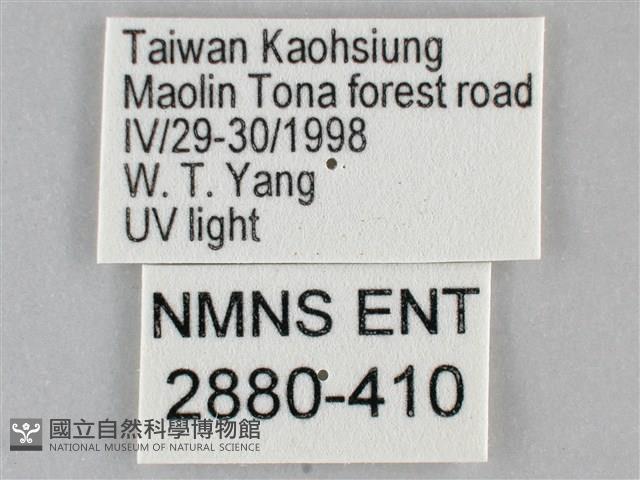 Taiwan Kaohsiung
Maolin Tona forest road
IV/29-30/1998
W. T. Yang
UV light
NMNS ENT
2880-410
國立自然科學博物館
NATIONAL MUSEUM OF NATURAL SCIENCE